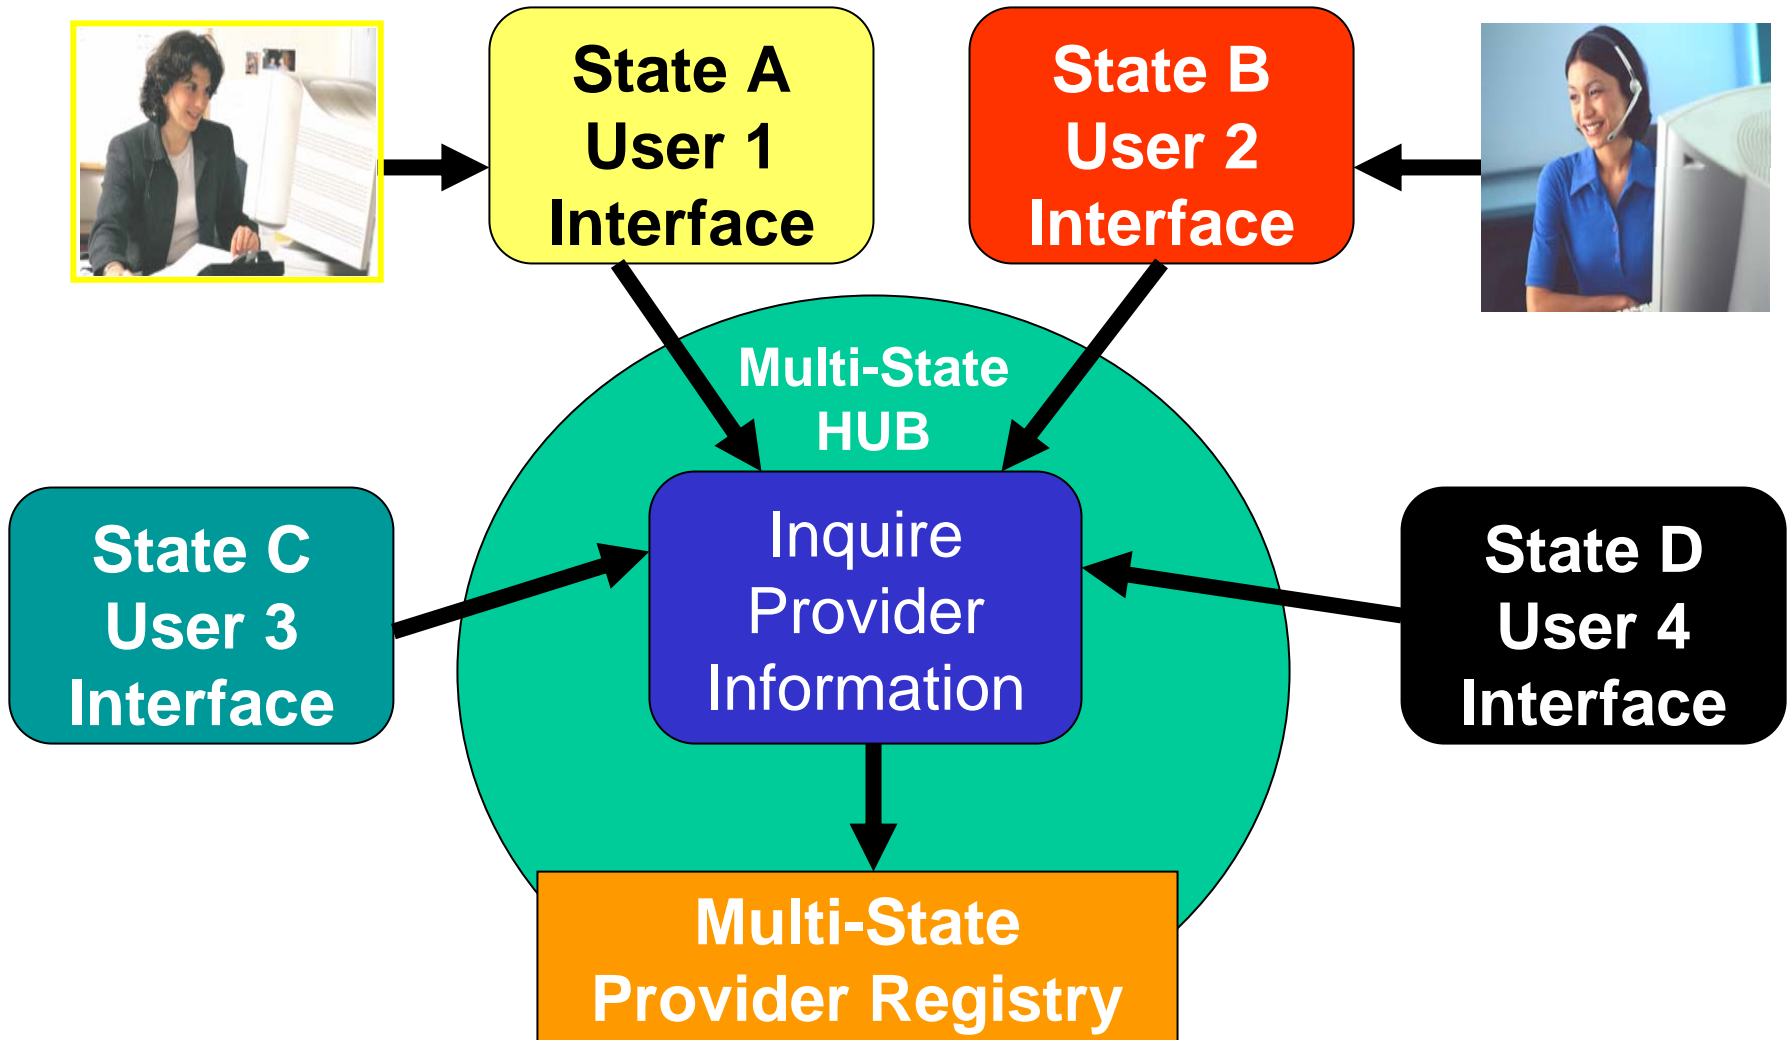 State A
User 1
Interface
State B
User 2
Interface
Multi-State
HUB
State C
User 3
Interface
Inquire
Provider
Information
State D
User 4
Interface
Multi-State
Provider Registry